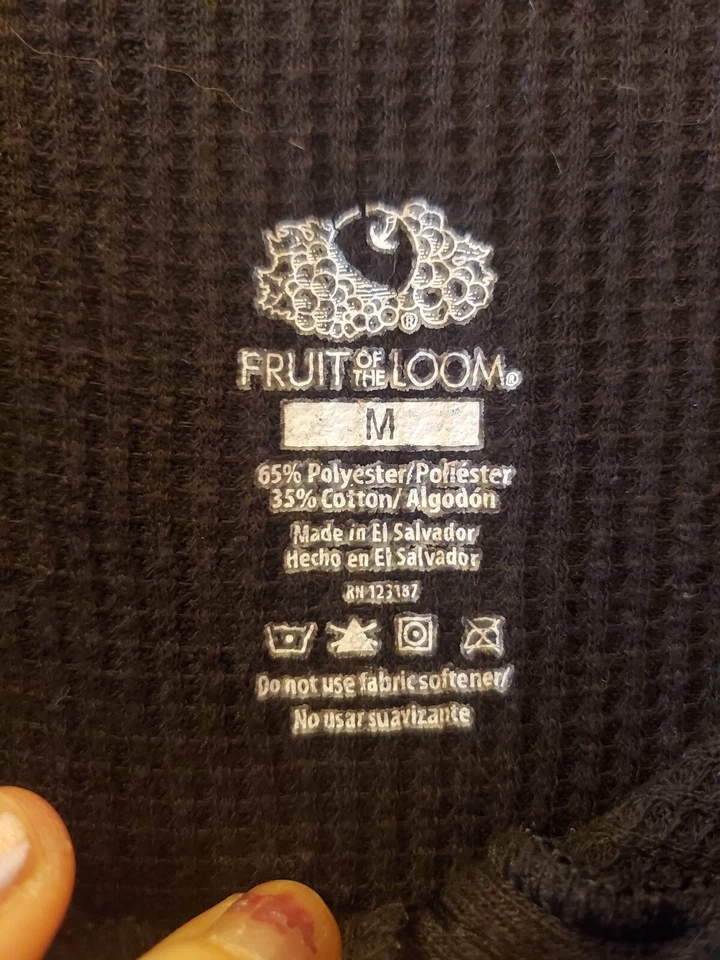 ®
FRUIT OF THE LOOM®
M
65% Polyester/Poliéster
35% Cotton/ Algodón
Made in El Salvador/
Hecho en El Salvador
RN 123187
Do not use fabric softener/
No usar suavizante